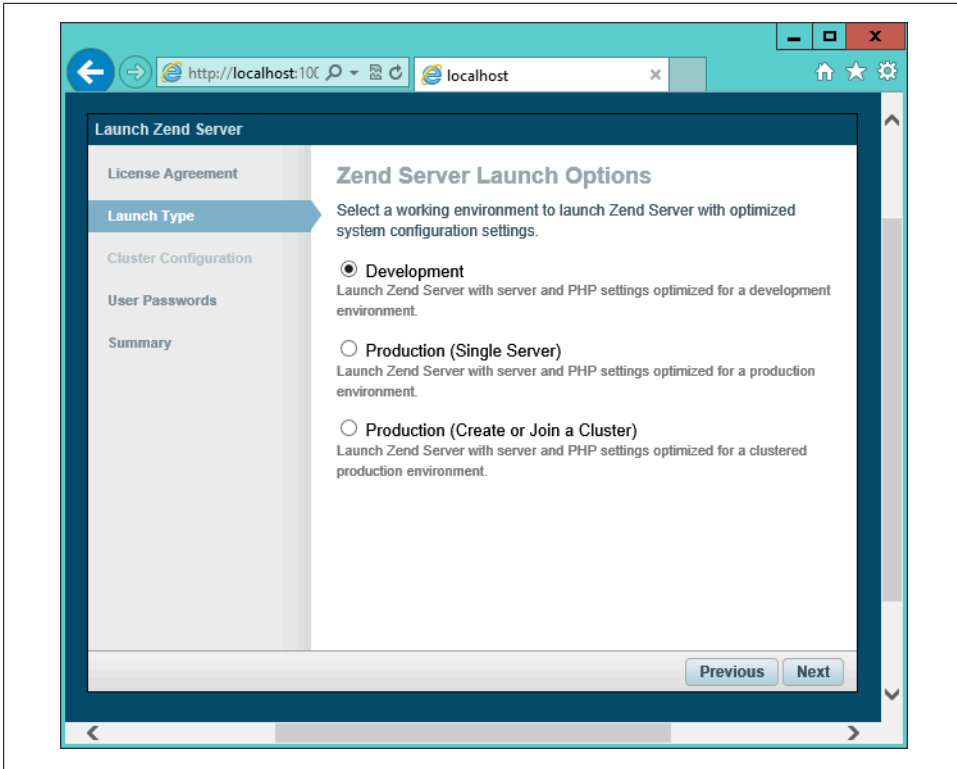 http://localhost:100
localhost
Launch Zend Server
License Agreement
Launch Type
Cluster Configuration
User Passwords
Summary
Zend Server Launch Options
Select a working environment to launch Zend Server with optimized
system configuration settings.
Development
Launch Zend Server with server and PHP settings optimized for a development
environment.
Production (Single Server)
Launch Zend Server with server and PHP settings optimized for a production
environment.
Production (Create or Join a Cluster)
Launch Zend Server with server and PHP settings optimized for a clustered
production environment.
Previous
Next